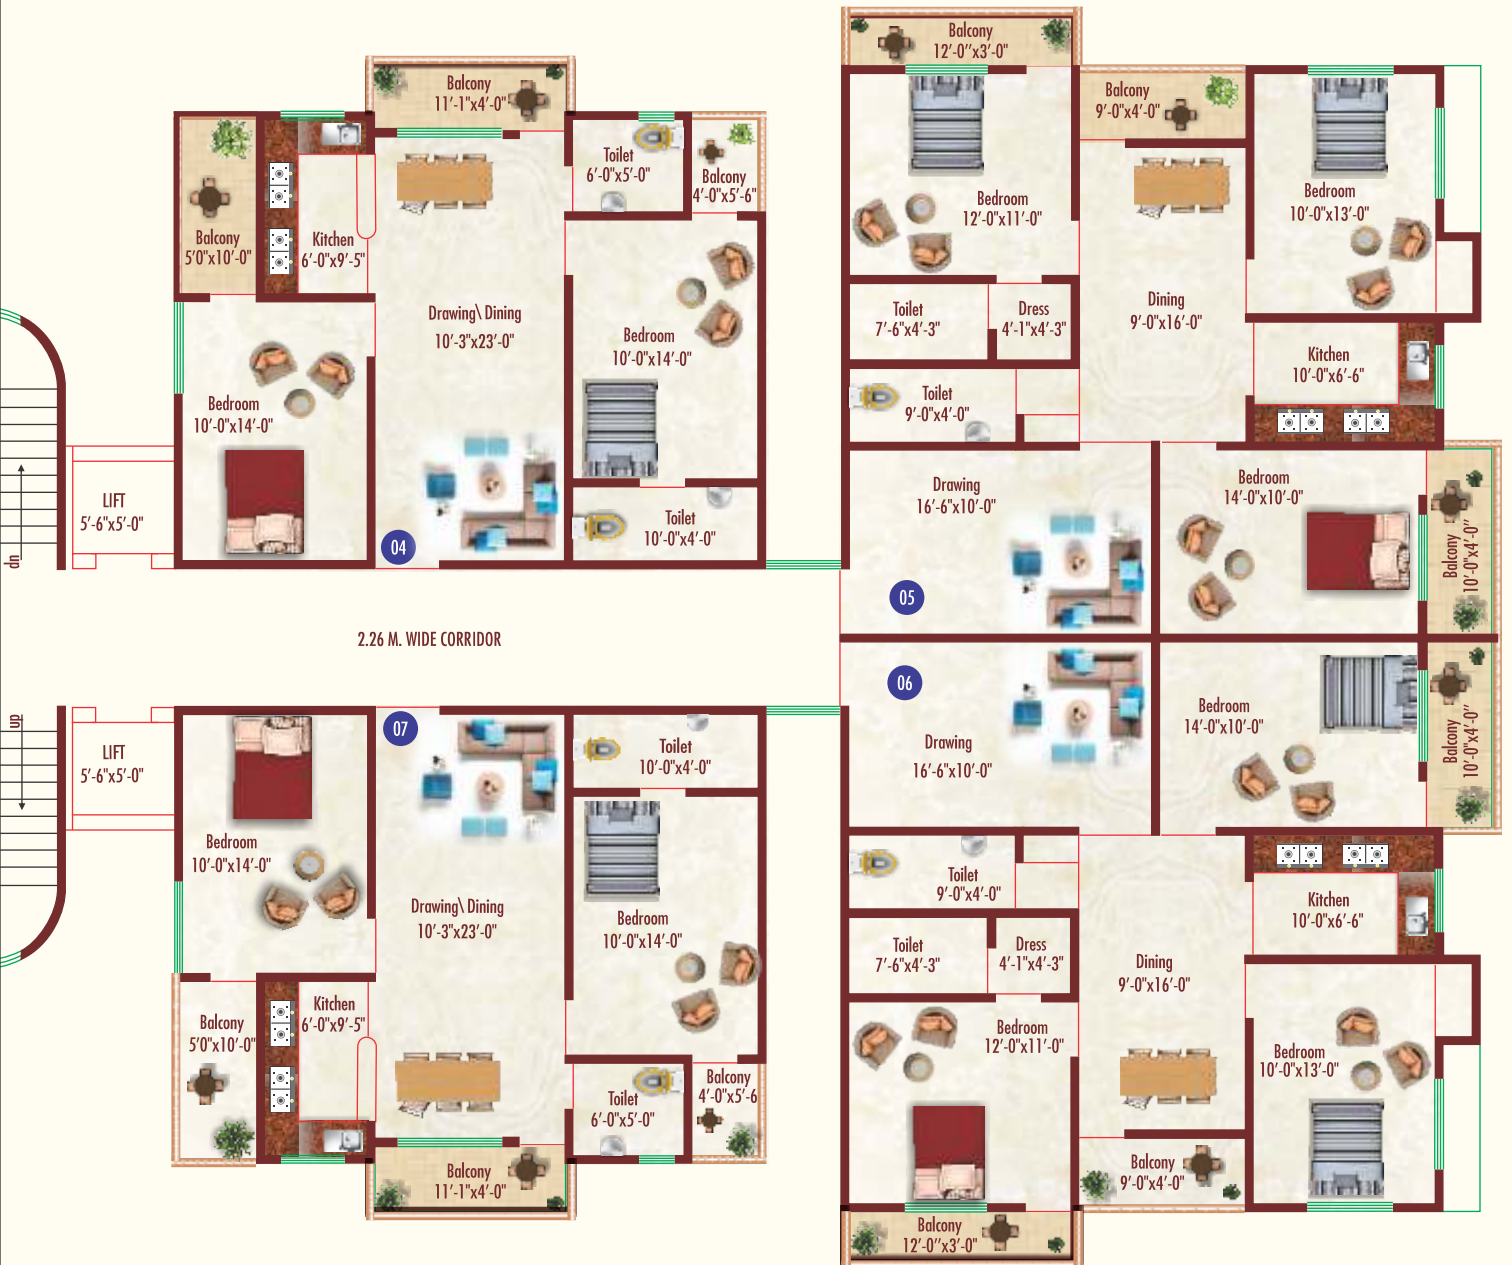 Balcony
11'-1"x4'-0"
Toilet
6'-0"x5'-0"
Balcony
4'-0"x5'-6"
Balcony
5'0"x10'-0"
Kitchen
6'-0"x9'-5"
Drawing\ Dining
10'-3"x23'-0"
Bedroom
10'-0"x14'-0"
Bedroom
10'-0"x14'-0"
LIFT
5'-6"x5'-0"
dn
04
Toilet
10'-0"x4'-0"
Balcony
12'-0''x3'-0"
Balcony
9'-0"x4'-0"
Bedroom
12'-0"x11'-0"
Bedroom
10'-0"x13'-0"
Toilet
7'-6"x4'-3"
Dress
4'-1"x4'-3"
Dining
9'-0"x16'-0"
Kitchen
10'-0"x6'-6"
Toilet
9'-0"x4'-0"
Drawing
16'-6"x10'-0"
Bedroom
14'-0"x10'-0"
Balcony
10'-0"x4'-0''
05
2.26 M. WIDE CORRIDOR
06
Drawing
16'-6"x10'-0"
Bedroom
14'-0"x10'-0"
Balcony
10'-0"x4'-0''
up
LIFT
5'-6"x5'-0"
07
Toilet
10'-0"x4'-0"
Bedroom
10'-0"x14'-0"
Drawing\ Dining
10'-3"x23'-0"
Bedroom
10'-0"x14'-0"
Balcony
5'0"x10'-0"
Kitchen
6'-0"x9'-5"
Toilet
6'-0"x5'-0"
Balcony
4'-0"x5'-6
Balcony
11'-1"x4'-0"
Toilet
9'-0"x4'-0"
Kitchen
10'-0"x6'-6"
Toilet
7'-6"x4'-3"
Dress
4'-1"x4'-3"
Dining
9'-0"x16'-0"
Bedroom
12'-0"x11'-0"
Bedroom
10'-0"x13'-0"
Balcony
9'-0"x4'-0"
Balcony
12'-0''x3'-0"